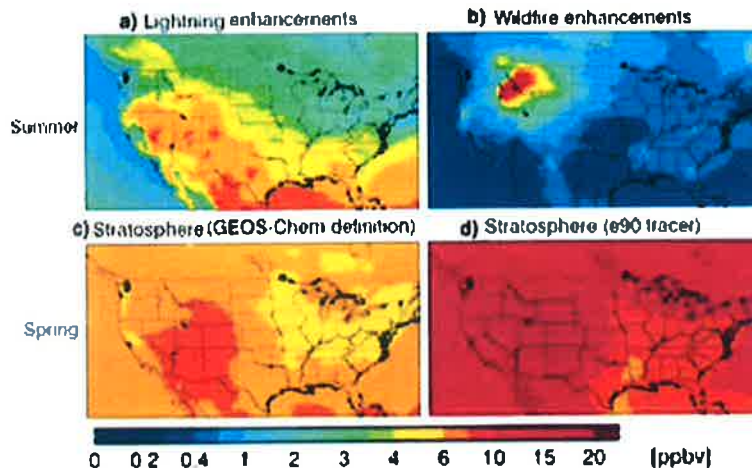 a) Lightning enhancements
b) Wildfire enhancements
Summer
c) Stratosphere (GEOS-Chem definition)
d) Stratosphere (e90 tracer)
Spring
0 0.2 0.4 1 2 3 4 6 10 15 20 [ppbv]